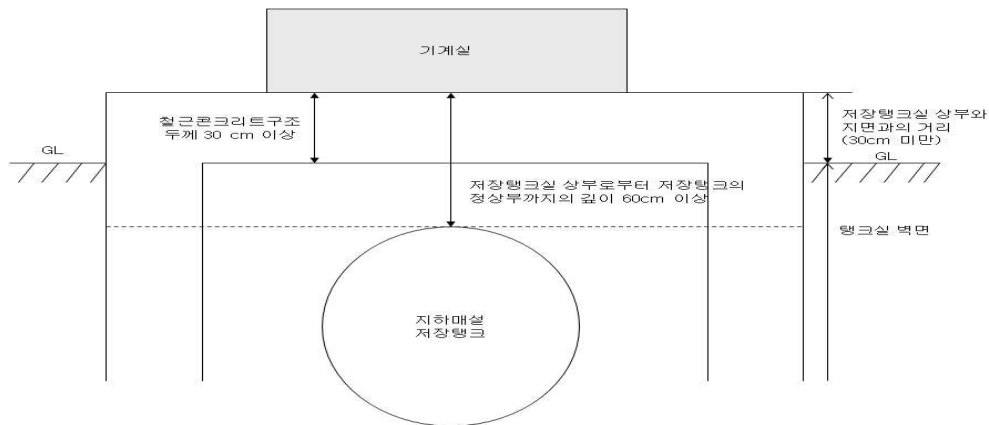 기계실
철근콘크리트구조
두께 30 cm 이상
저장탱크실 상부와
지면과의 거리
(30cm 미만)
GL
GL
저장탱크실 상부로부터 저장탱크의
정상부까지의 깊이 60cm 이상
탱크실 벽면
지하매설
저장탱크